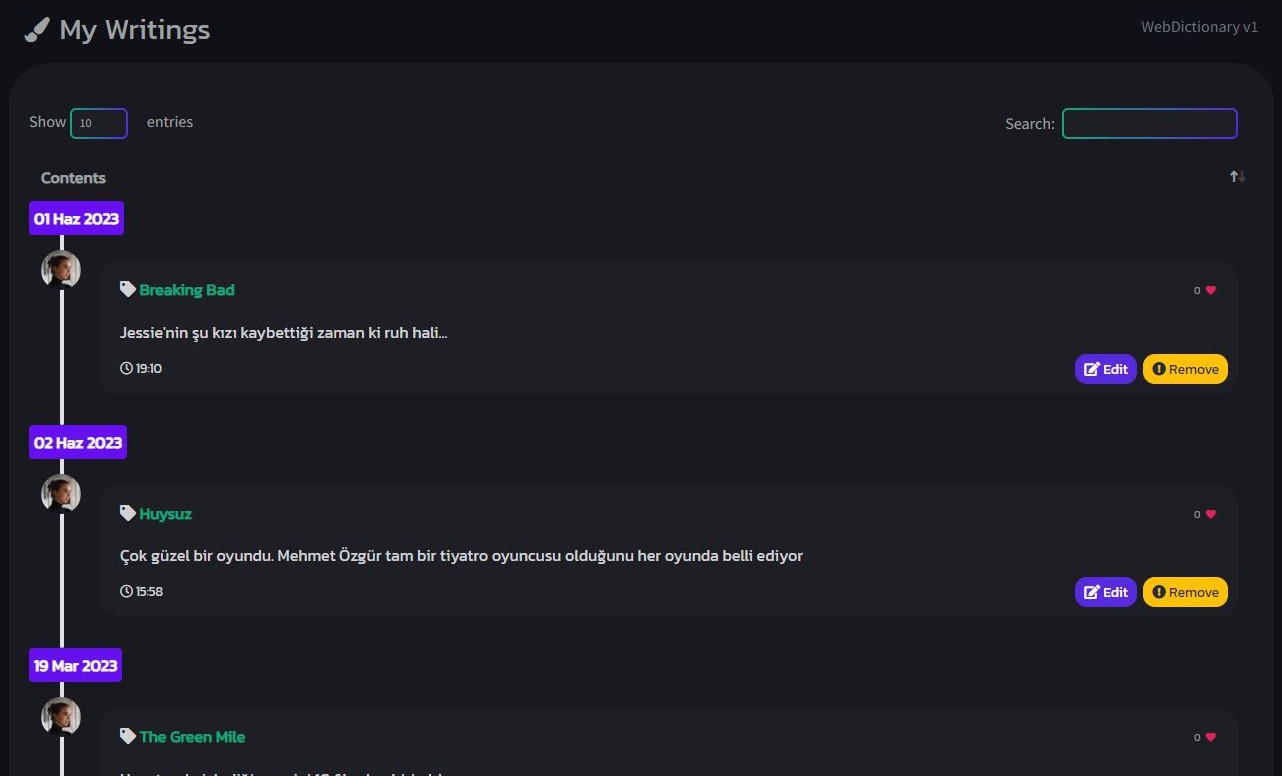 My Writings
WebDictionary v1
Show 10 entries
Search:
Contents
01 Haz 2023
Breaking Bad
0
Jessie'nin şu kızı kaybettiği zaman ki ruh hali...
19:10
Edit
Remove
02 Haz 2023
Huysuz
0
Çok güzel bir oyundu. Mehmet Özgür tam bir tiyatro oyuncusu olduğunu her oyunda belli ediyor
15:58
Edit
Remove
19 Mar 2023
The Green Mile
0